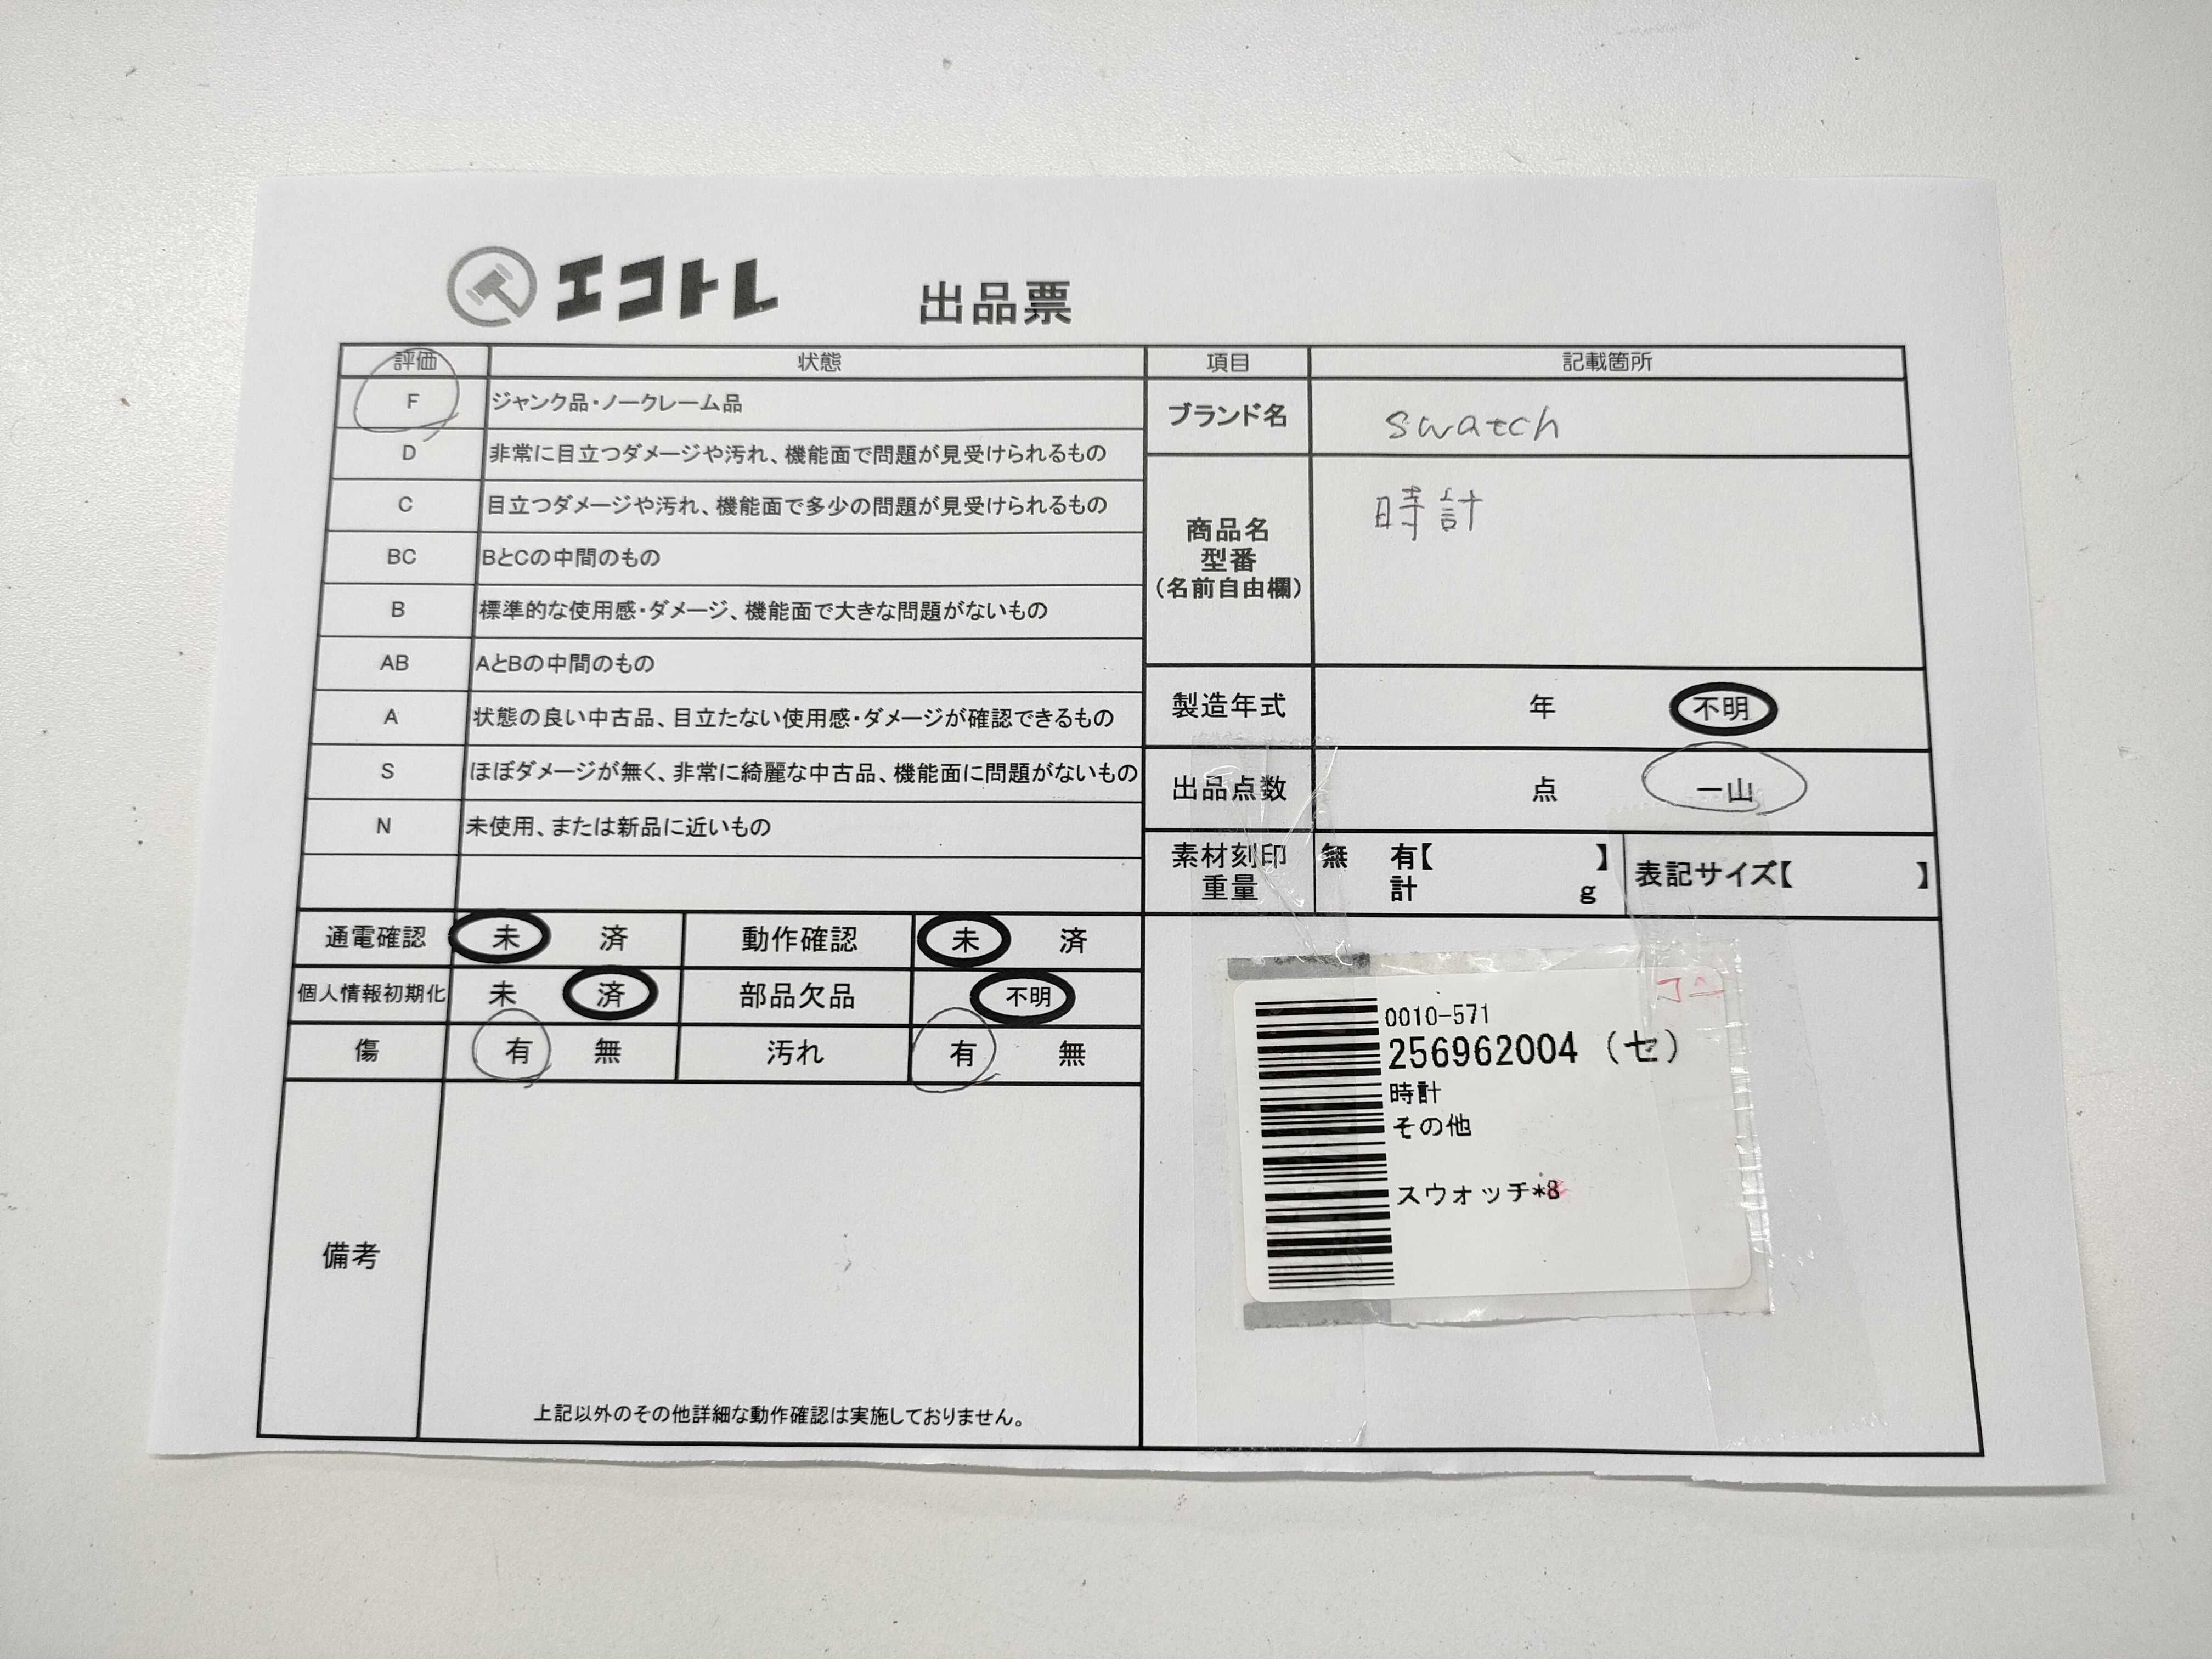 エコトレ 出品票
評価 状態
F ジャンク品・ノークレーム品
D 非常に目立つダメージや汚れ、機能面で問題が見受けられるもの
C 目立つダメージや汚れ、機能面で多少の問題が見受けられるもの
BC BとCの中間のもの
B 標準的な使用感・ダメージ、機能面で大きな問題がないもの
AB AとBの中間のもの
A 状態の良い中古品、目立たない使用感・ダメージが確認できるもの
S ほぼダメージが無く、非常に綺麗な中古品、機能面に問題がないもの
N 未使用、または新品に近いもの
通電確認 未 済 動作確認 未 済
個人情報初期化 未 済 部品欠品 不明
傷 有 無 汚れ 有 無
備考
上記以外のその他詳細な動作確認は実施しておりません。
項目 記載箇所
ブランド名 swatch
商品名
型番
(名前自由欄)
時計
製造年式 年 不明
出品点数 点 一山
素材刻印 無 有【 】 表記サイズ【 】
重量 計 g
0010-571
256962004 (セ)
時計
その他
スウォッチ*8